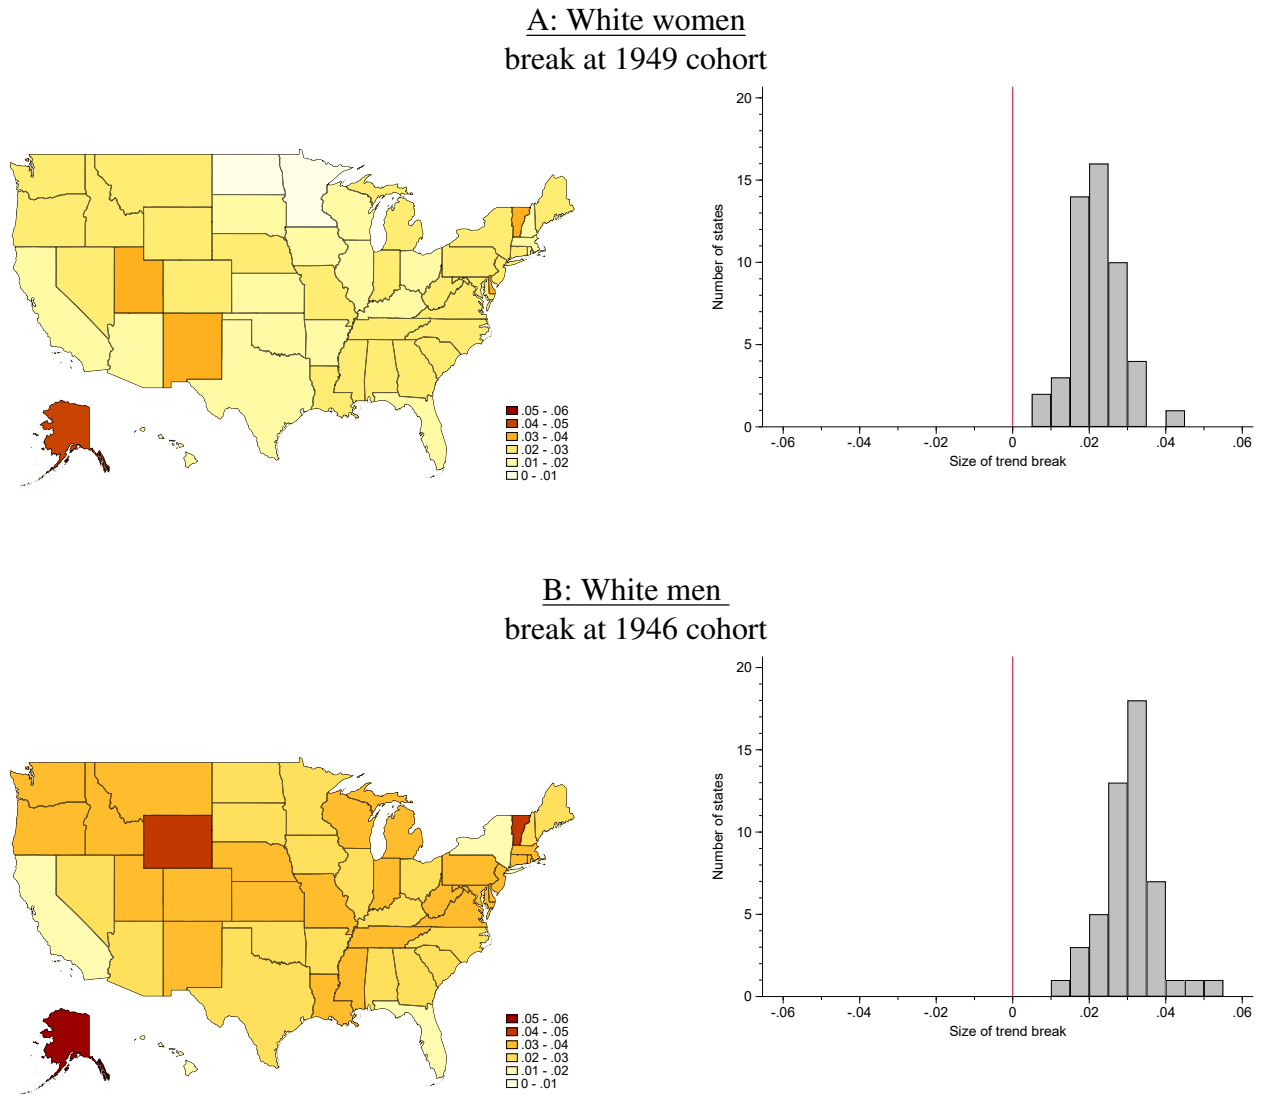 A: White women
break at 1949 cohort
.05 - .06
.04 - .05
.03 - .04
.02 - .03
.01 - .02
0 - .01
Number of states
20
15
10
5
0
-.06 -.04 -.02 0 .02 .04 .06
Size of trend break
B: White men
break at 1946 cohort
.05 - .06
.04 - .05
.03 - .04
.02 - .03
.01 - .02
0 - .01
Number of states
20
15
10
5
0
-.06 -.04 -.02 0 .02 .04 .06
Size of trend break